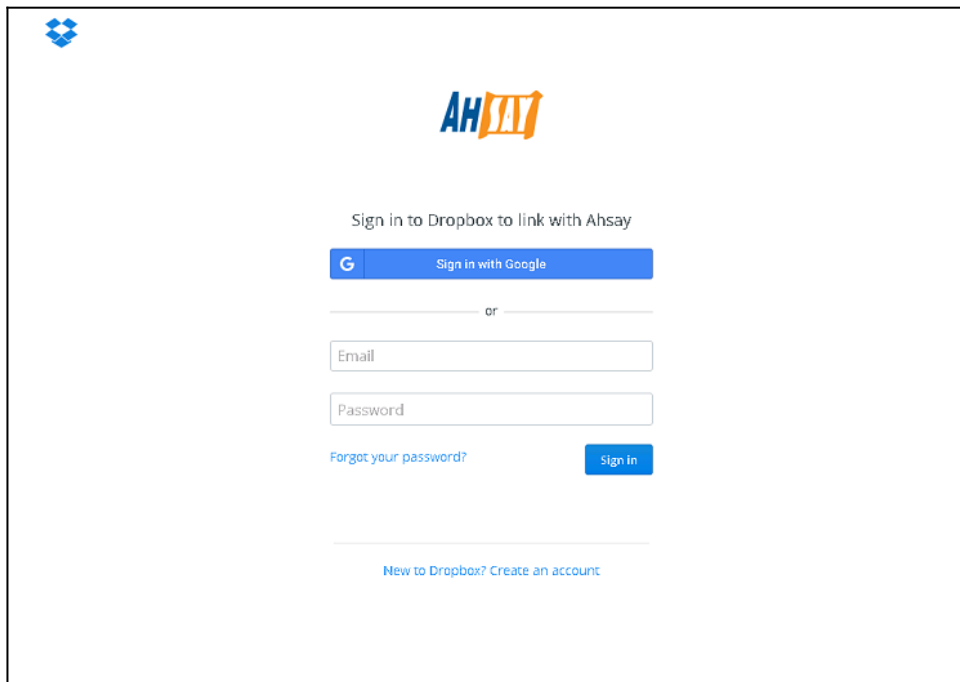 AHSAY
Sign in to Dropbox to link with Ahsay
G Sign in with Google
or
Email
Password
Forgot your password? Sign in
New to Dropbox? Create an account